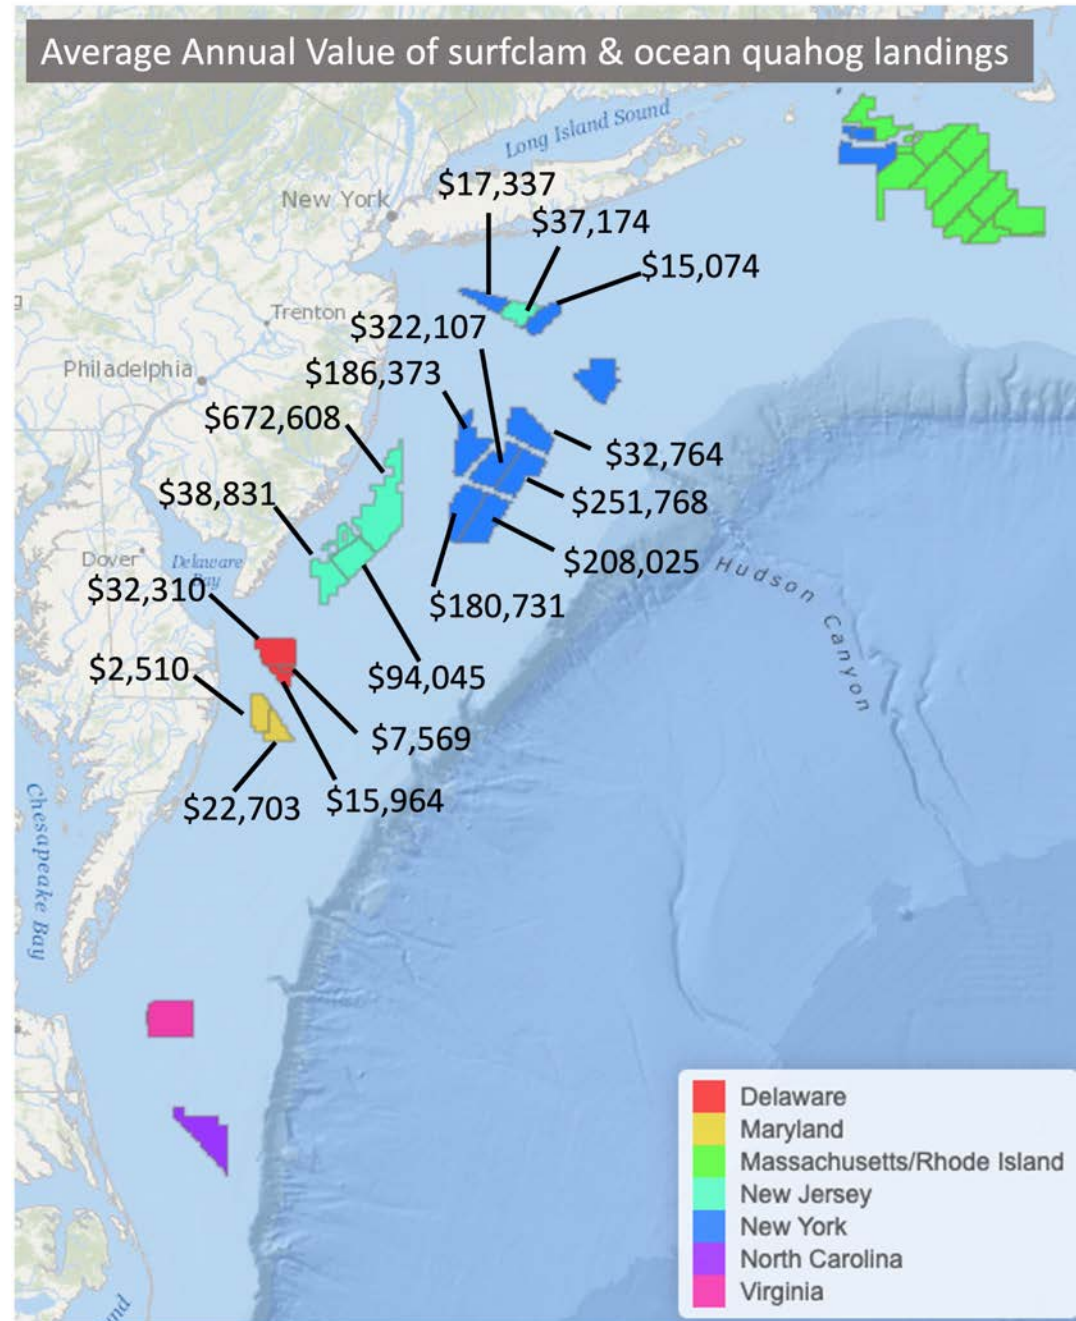 Average Annual Value of surfclam & ocean quahog landings
Long Island Sound
$17,337
New York
$37,174
$15,074
g
Trenton
$322,107
Philadelphia
$186,373
$672,608
$32,764
$38,831
$251,768
Dover
Delaware
Bay
$208,025
Hudson Canyon
$32,310
$180,731
$2,510
$94,045
$7,569
$22,703
$15,964
Chesapeake Bay
Delaware
Maryland
Massachusetts/Rhode Island
New Jersey
New York
North Carolina
Virginia
nd